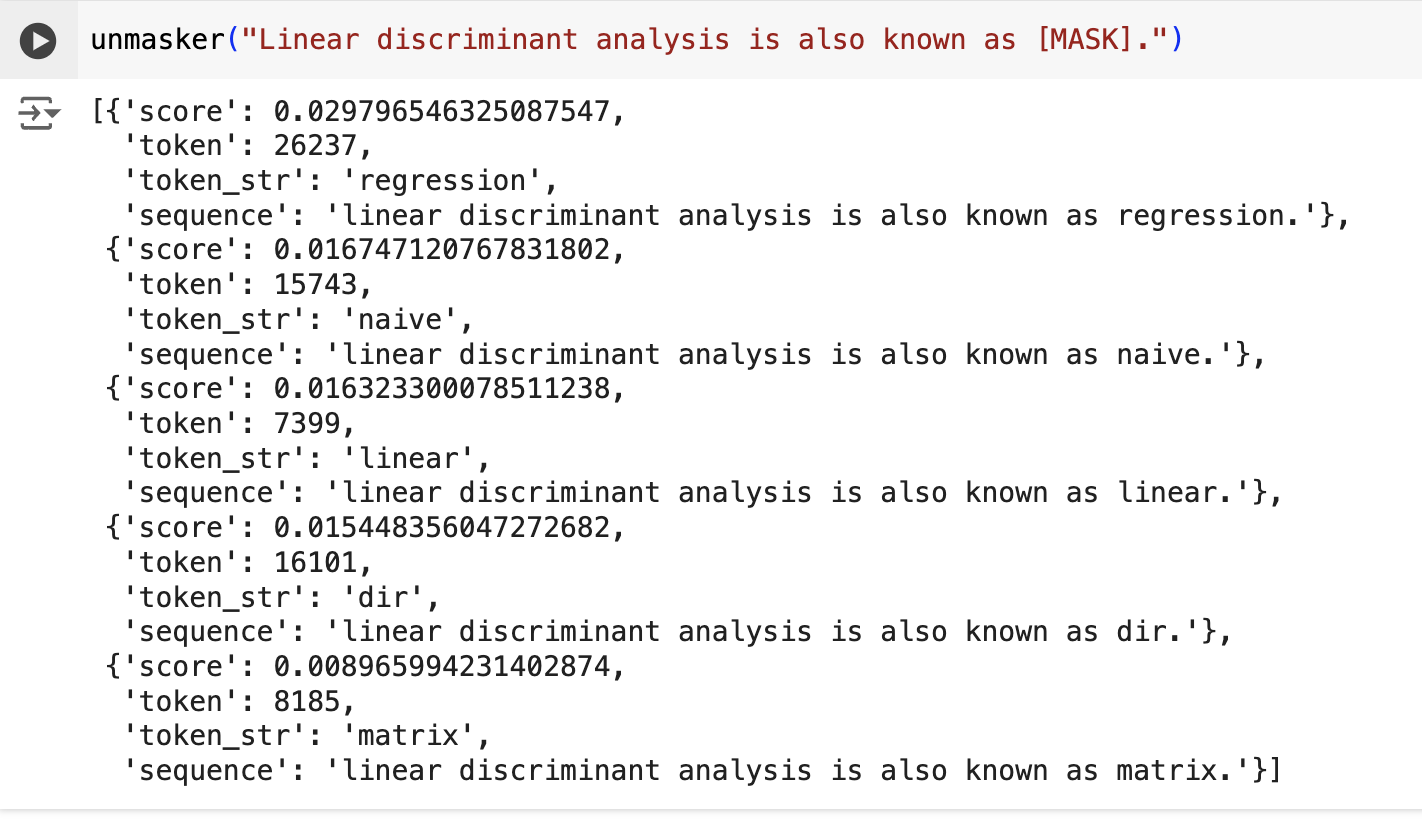 unmasker("Linear discriminant analysis is also known as [MASK].")
[{'score': 0.029796546325087547,
'token': 26237,
'token_str': 'regression',
'sequence': 'linear discriminant analysis is also known as regression.'},
{'score': 0.016747120767831802,
'token': 15743,
'token_str': 'naive',
'sequence': 'linear discriminant analysis is also known as naive.'},
{'score': 0.016323300078511238,
'token': 7399,
'token_str': 'linear',
'sequence': 'linear discriminant analysis is also known as linear.'},
{'score': 0.015448356047272682,
'token': 16101,
'token_str': 'dir',
'sequence': 'linear discriminant analysis is also known as dir.'},
{'score': 0.008965994231402874,
'token': 8185,
'token_str': 'matrix',
'sequence': 'linear discriminant analysis is also known as matrix.'}]